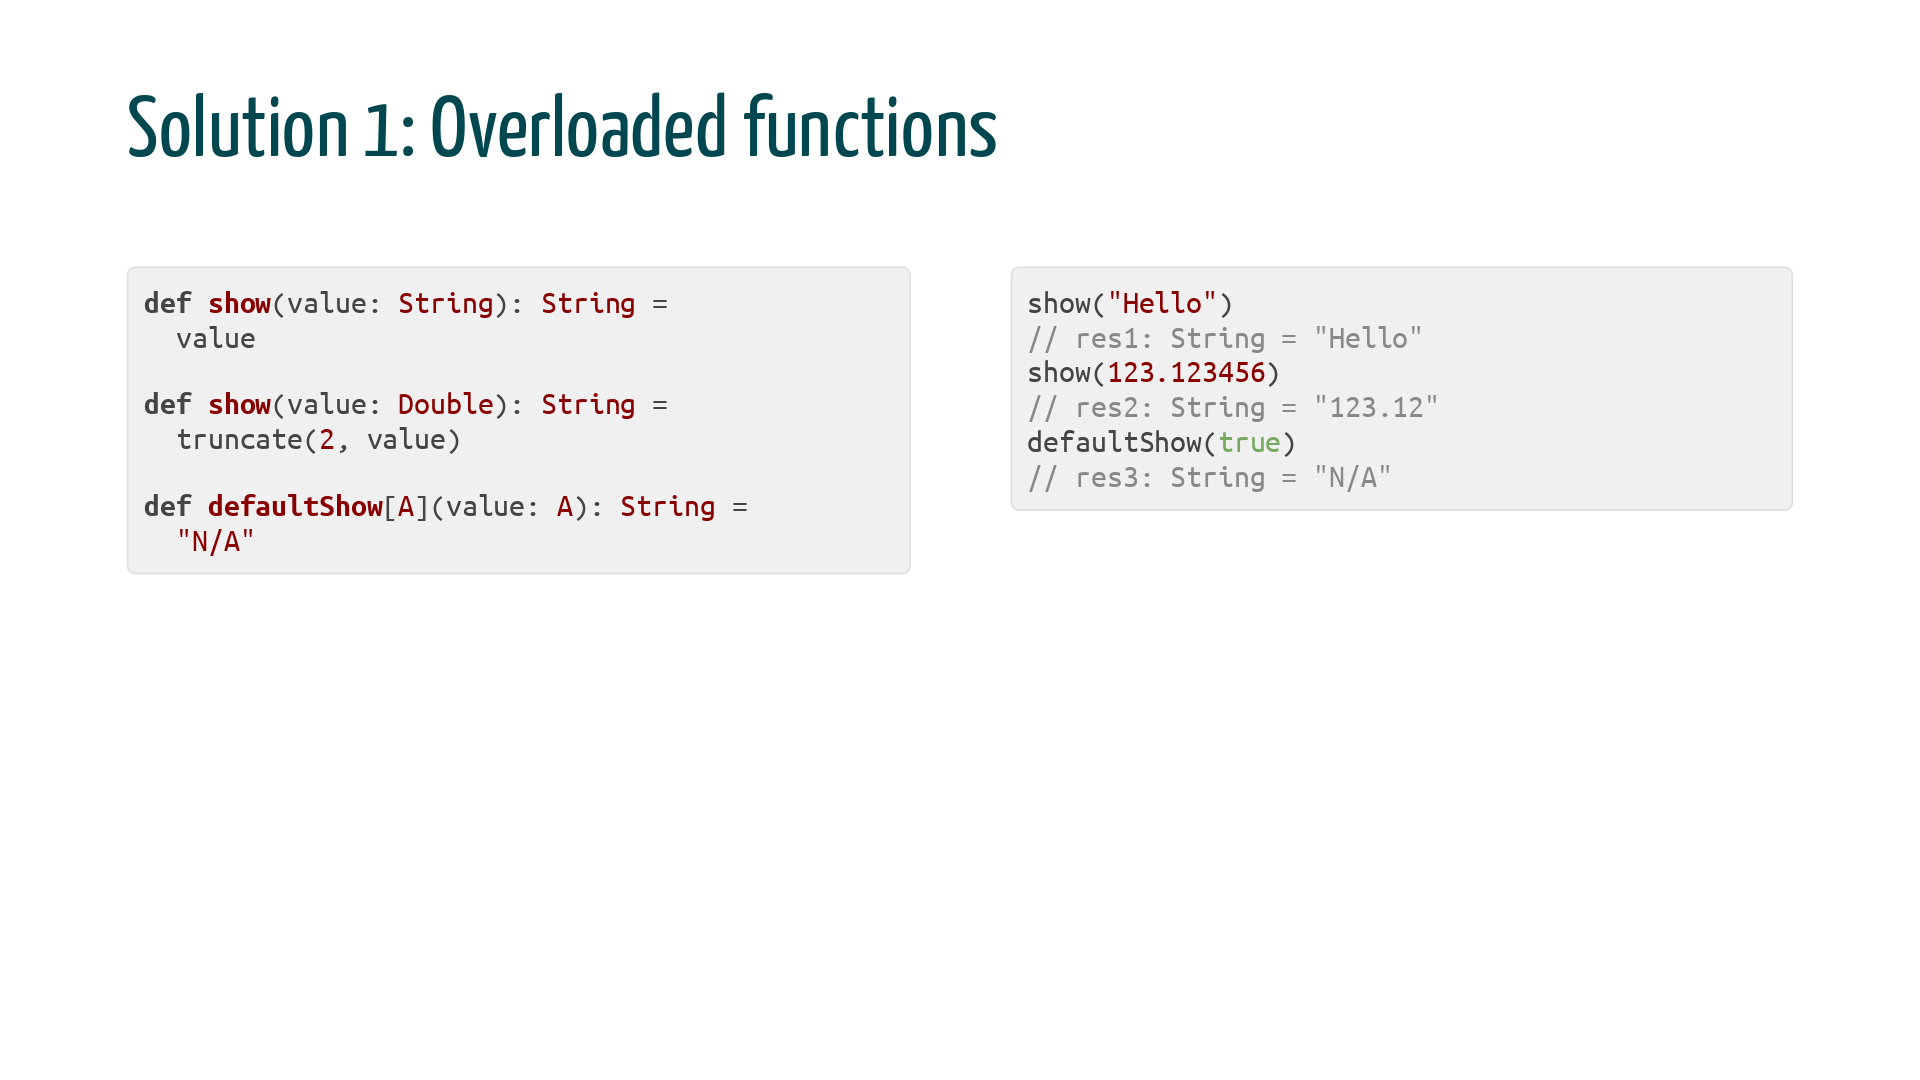 Solution 1: Overloaded functions
def show(value: String): String =
  value
def show(value: Double): String =
  truncate(2, value)
def defaultShow[A](value: A): String =
  "N/A"
show("Hello")
// res1: String = "Hello"
show(123.123456)
// res2: String = "123.12"
defaultShow(true)
// res3: String = "N/A"